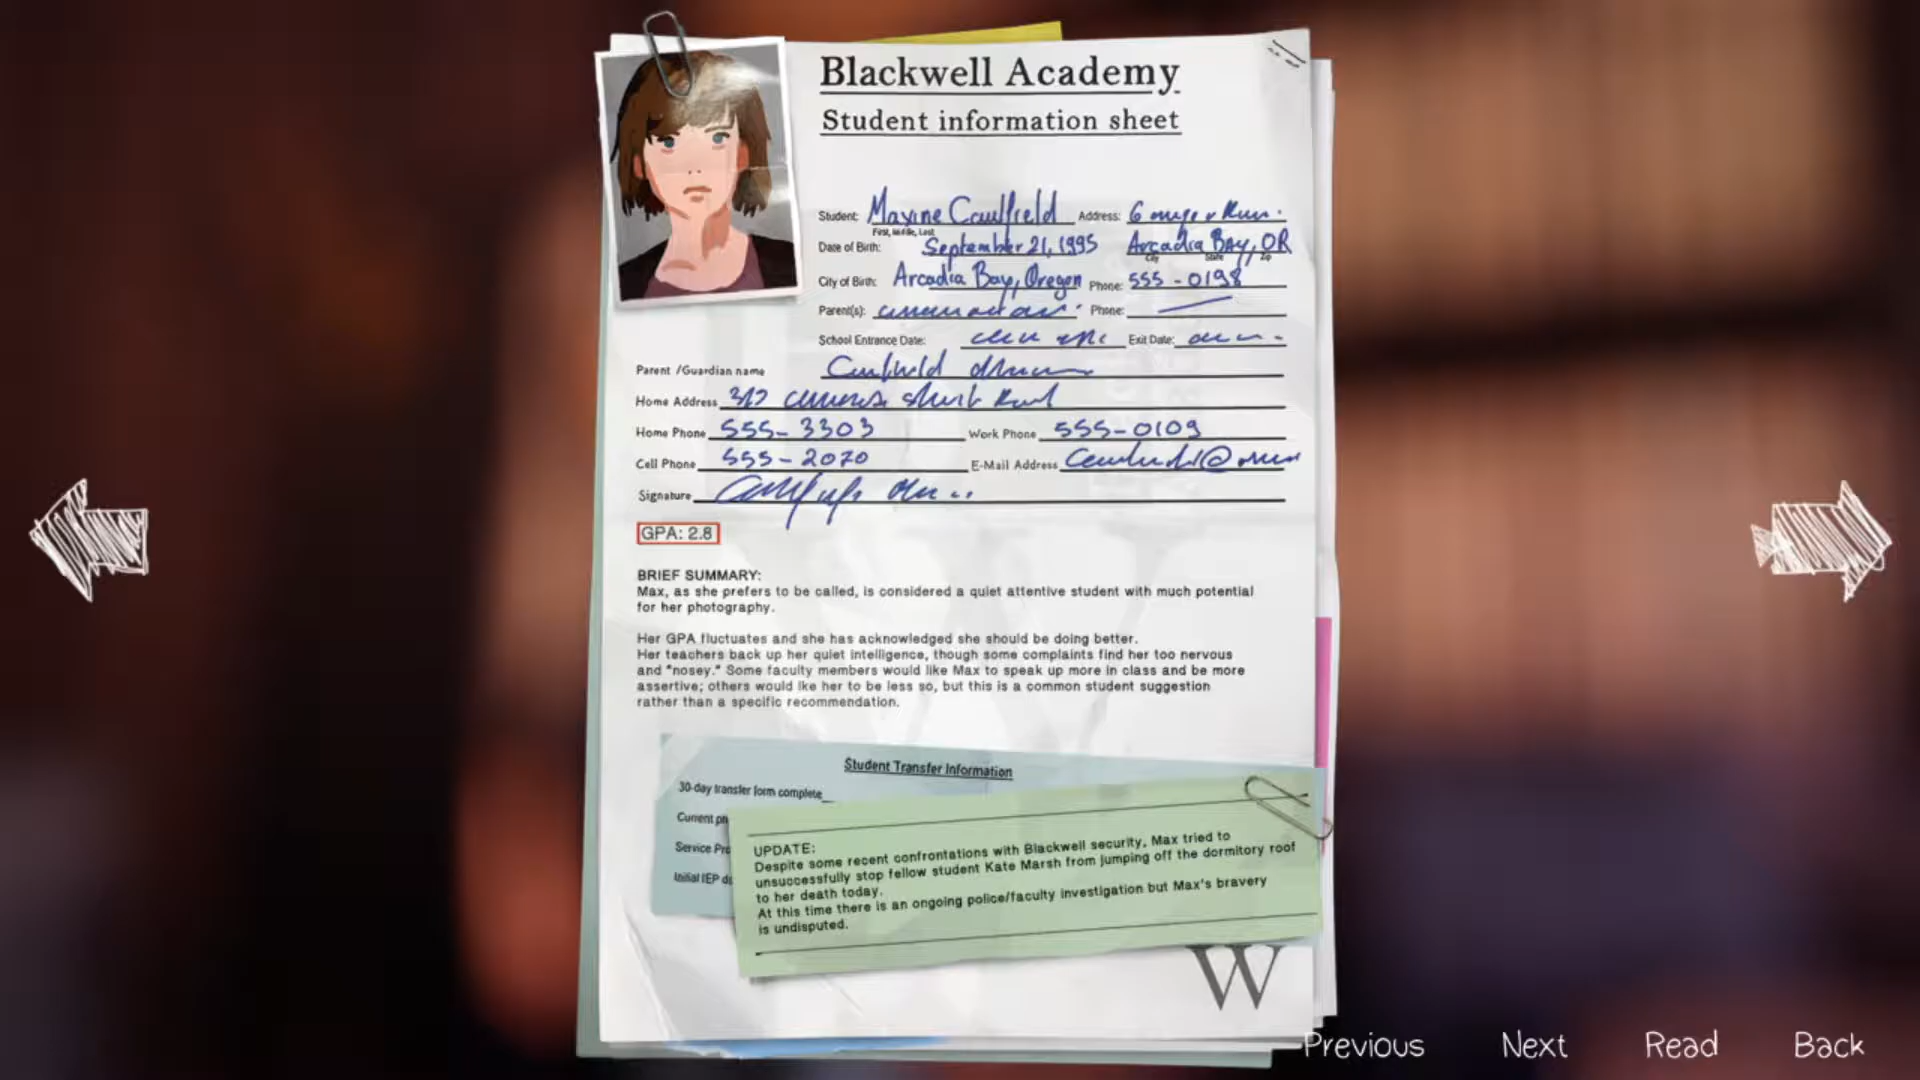 Blackwell Academy
Student information sheet
Student: Maxine Caulfield Address:
First, Middle, Last
Date of Birth: September 21, 1995 Arcadia Bay, OR
City State Zip
City of Birth: Arcadia Bay, Oregon Phone: 555-0198
Parent(s): Phone:
School Entrance Date: Exit Date:
Parent /Guardian name
Home Address
Home Phone 555-3303 Work Phone 555-0109
Cell Phone 555-2070 E-Mail Address
Signature
GPA: 2.8
BRIEF SUMMARY:
Max, as she prefers to be called, is considered a quiet attentive student with much potential
for her photography.
Her GPA fluctuates and she has acknowledged she should be doing better.
Her teachers back up her quiet intelligence, though some complaints find her too nervous
and "nosey." Some faculty members would like Max to speak up more in class and be more
assertive; others would ike her to be less so, but this is a common student suggestion
rather than a specific recommendation.
Student Transfer Information
30-day transfer form complete
Current
Service
Initial IEP
UPDATE:
Despite some recent confrontations with Blackwell security, Max tried to
unsuccessfully stop fellow student Kate Marsh from jumping off the dormitory roof
to her death today.
At this time there is an ongoing police/faculty investigation but Max's bravery
is undisputed.
W
Previous Next Read Back